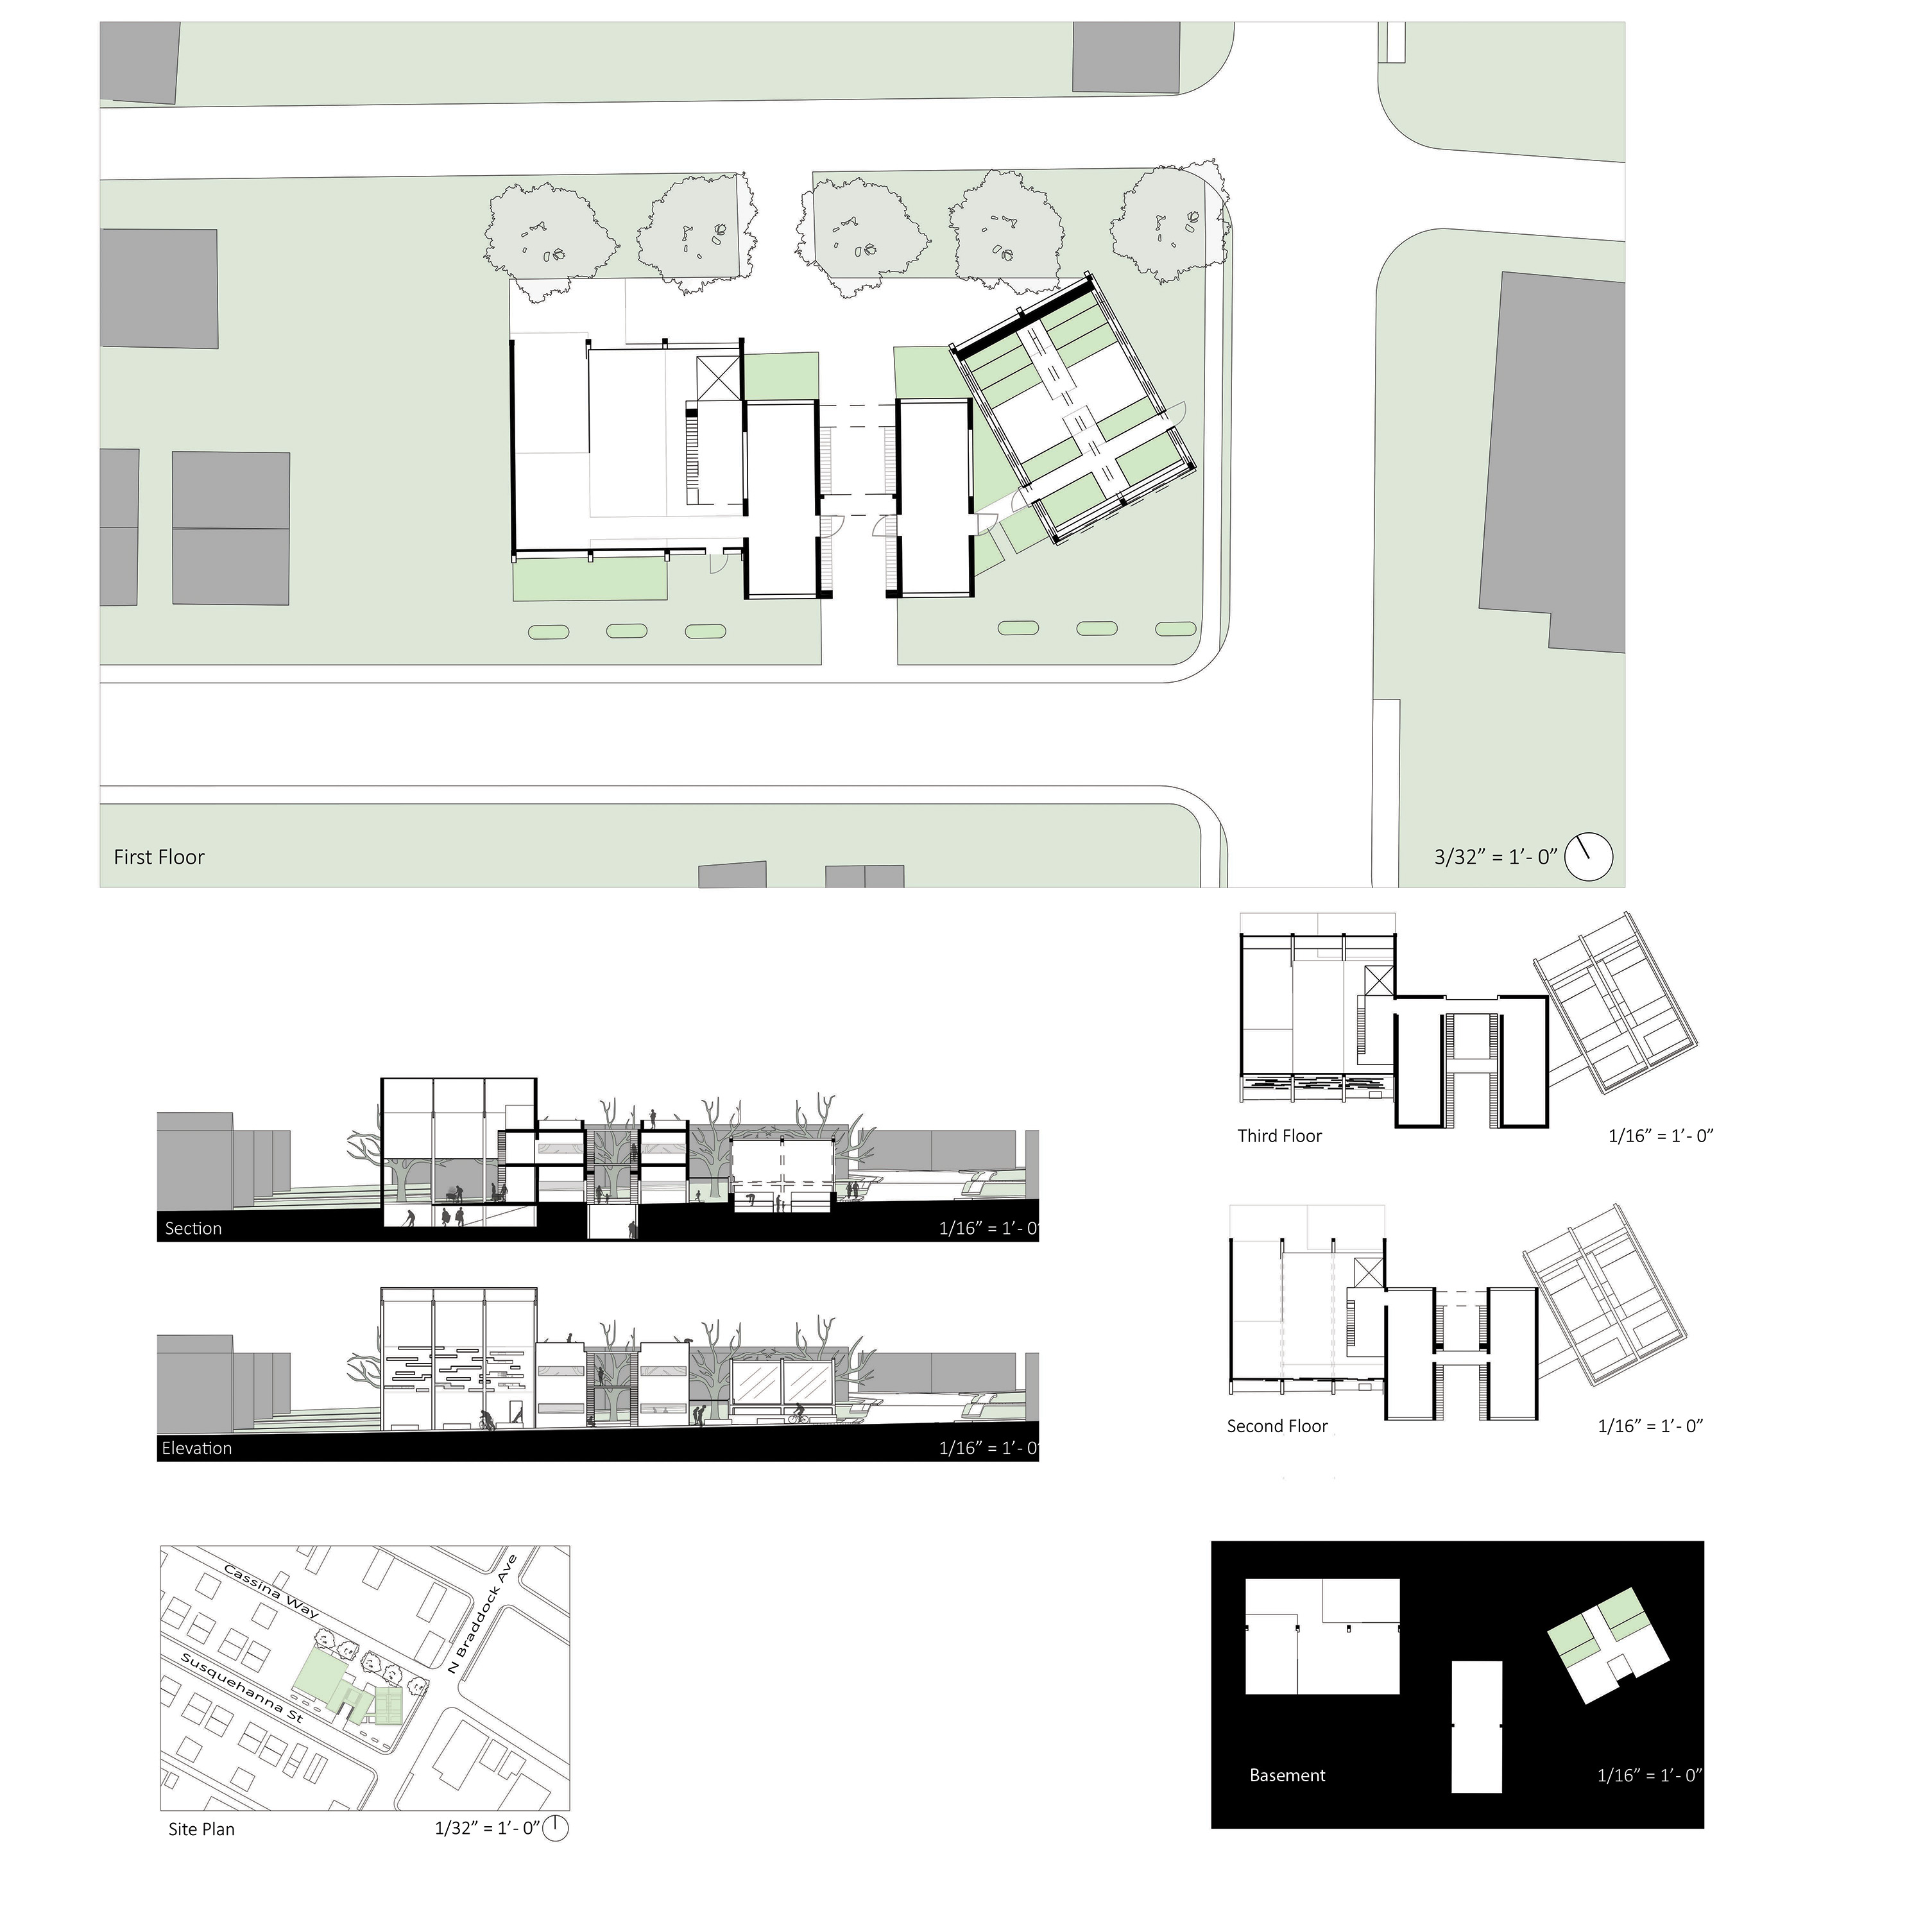 First Floor
3/32” = 1’- 0”
Third Floor
1/16” = 1’- 0”
Section
1/16” = 1’- 0
Second Floor
1/16” = 1’- 0”
Elevation
1/16” = 1’- 0
Cassina Way
N Braddock Ave
Susquehanna St
Site Plan
1/32” = 1’- 0”
Basement
1/16” = 1’- 0”